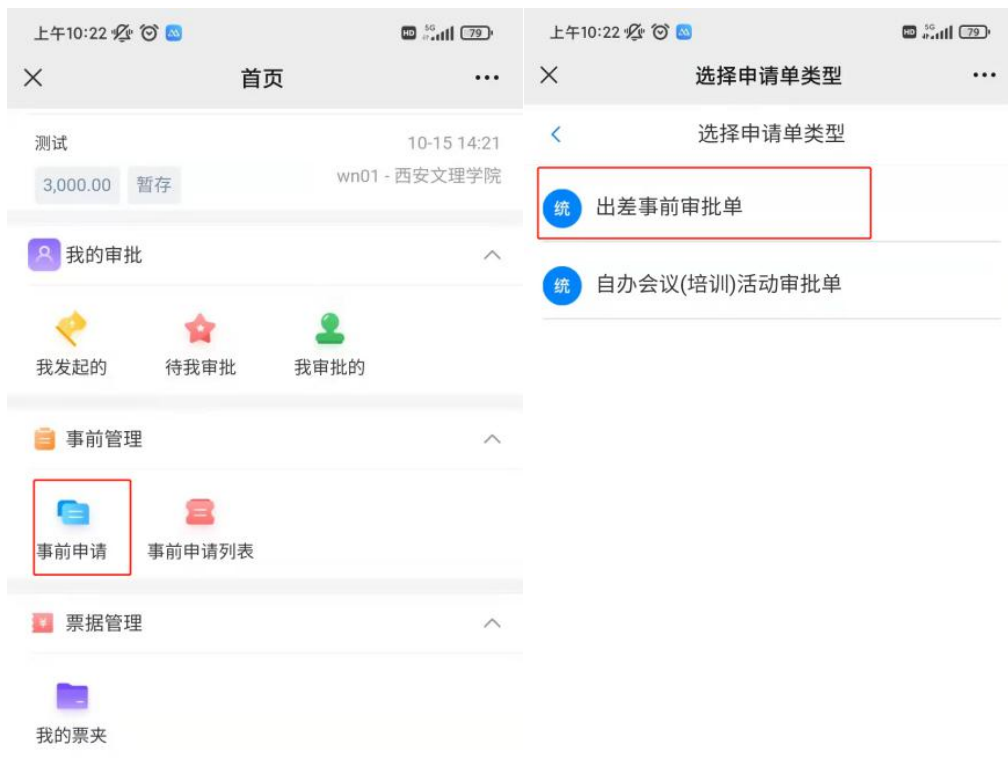 上午10:22
HD 5G 79
首页
测试
10-15 14:21
3,000.00 暂存
wn01 - 西安文理学院
我的审批
我发起的 待我审批 我审批的
事前管理
事前申请 事前申请列表
票据管理
我的票夹
上午10:22
HD 5G 79
选择申请单类型
选择申请单类型
统 出差事前审批单
统 自办会议(培训)活动审批单